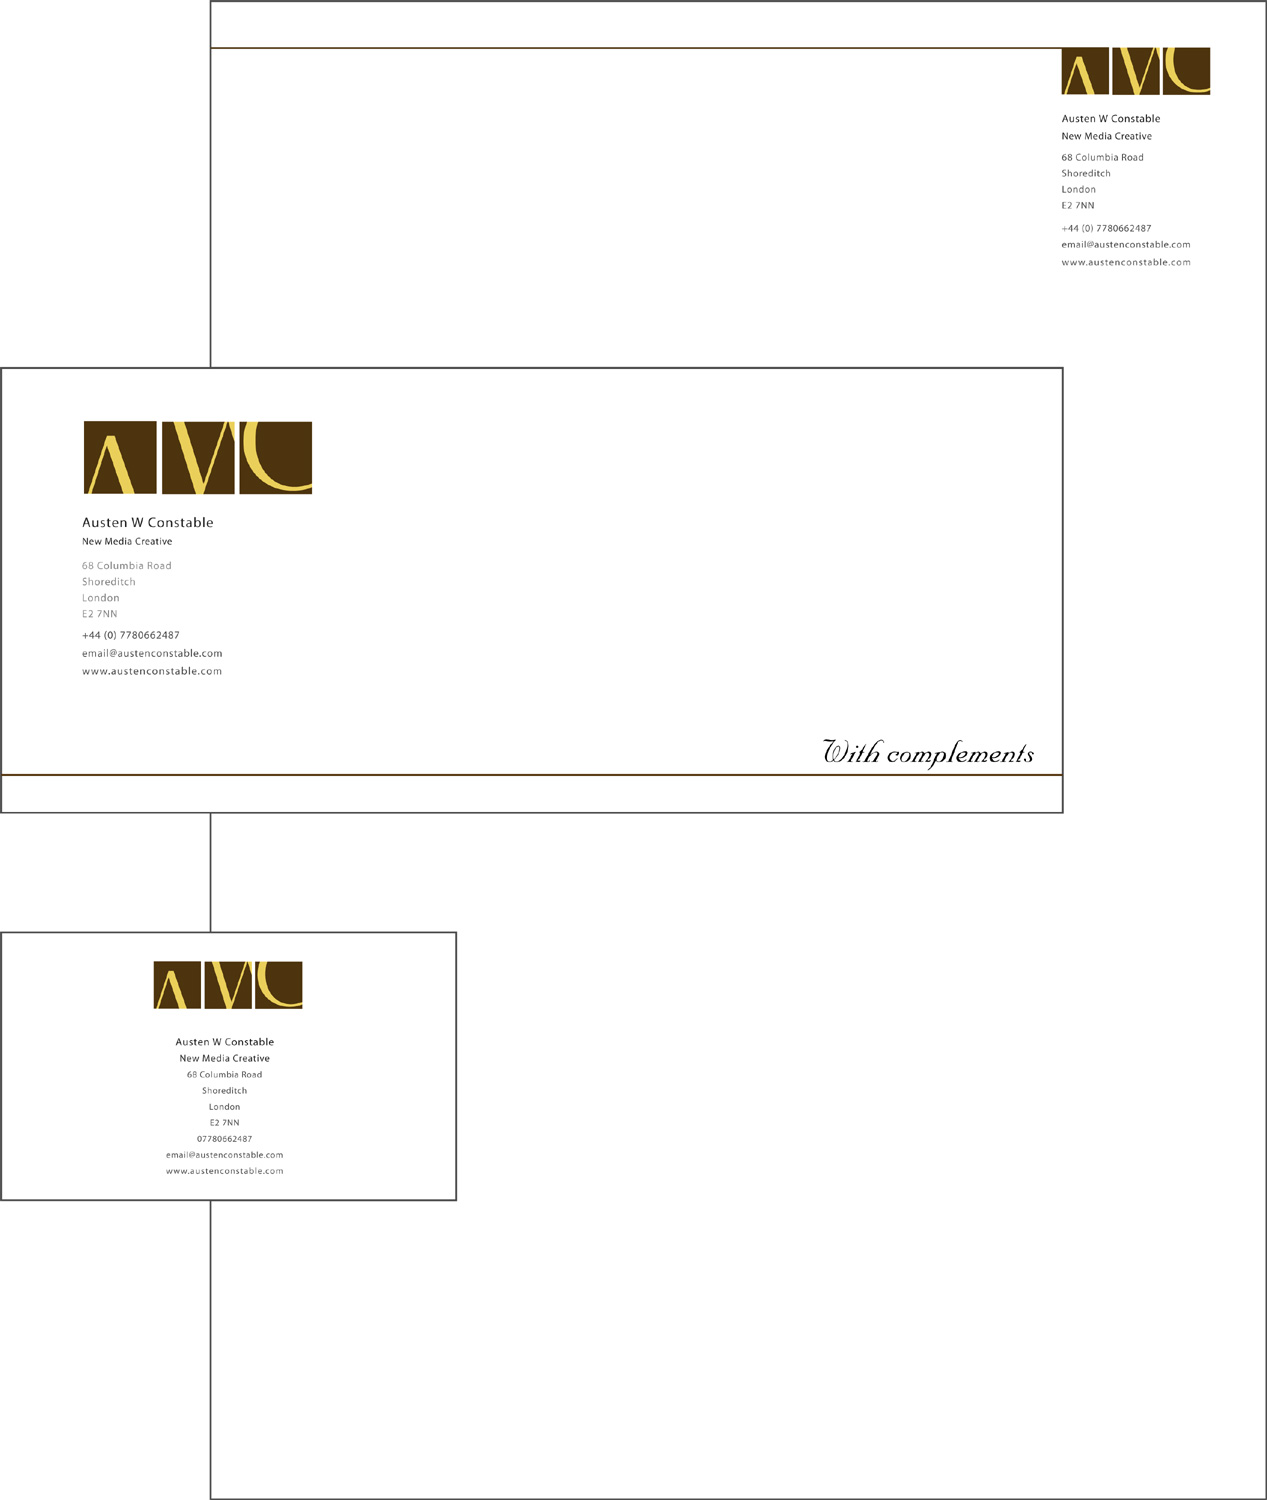 AWC
Austen W Constable
New Media Creative
68 Columbia Road
Shoreditch
London
E2 7NN
+44 (0) 7780662487
email@austenconstable.com
www.austenconstable.com
AWC
Austen W Constable
New Media Creative
68 Columbia Road
Shoreditch
London
E2 7NN
+44 (0) 7780662487
email@austenconstable.com
www.austenconstable.com
With complements
AWC
Austen W Constable
New Media Creative
68 Columbia Road
Shoreditch
London
E2 7NN
07780662487
email@austenconstable.com
www.austenconstable.com